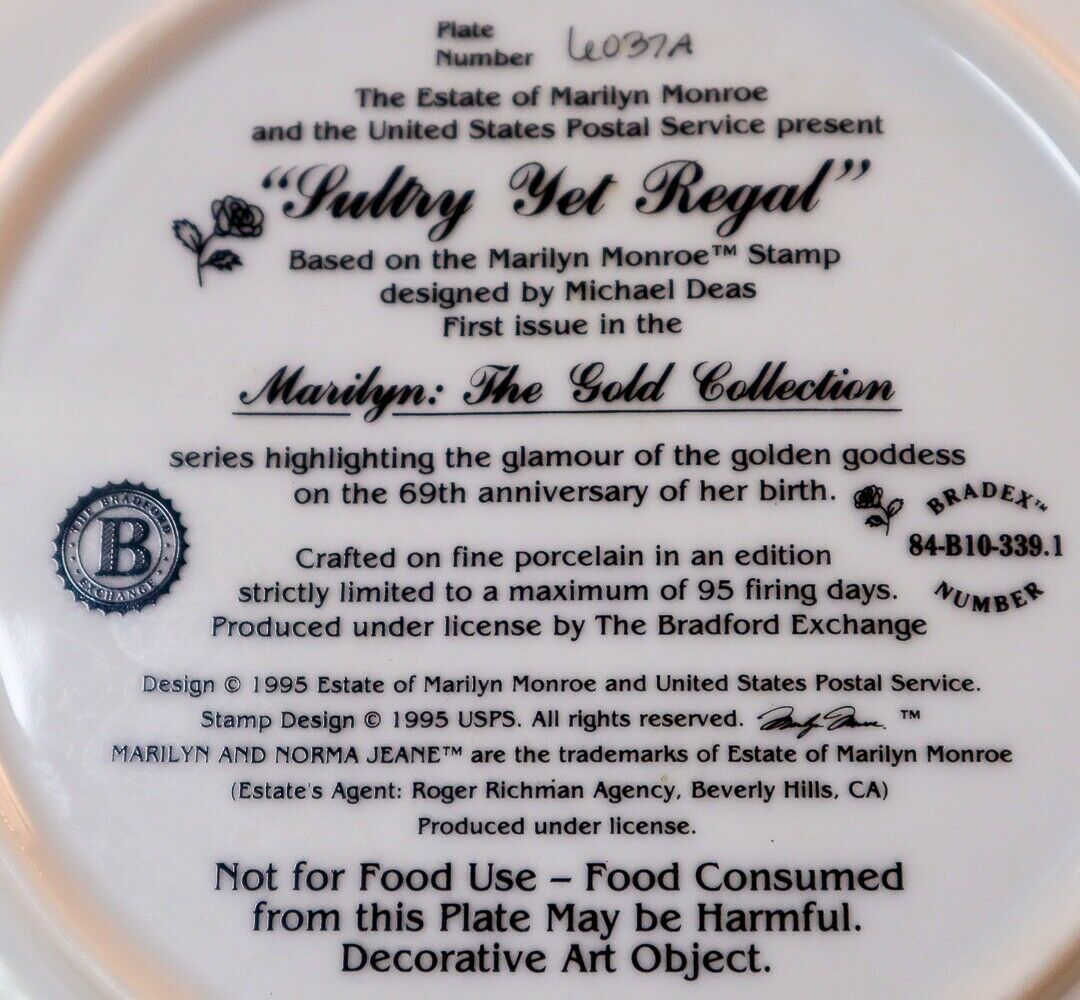 Plate
Number 6037A
The Estate of Marilyn Monroe
and the United States Postal Service present
“Sultry Yet Regal”
Based on the Marilyn Monroe™ Stamp
designed by Michael Deas
First issue in the
Marilyn: The Gold Collection
series highlighting the glamour of the golden goddess
on the 69th anniversary of her birth.
THE BRADFORD
B
EXCHANGE
BRADEX™
84-B10-339.1
NUMBER
Crafted on fine porcelain in an edition
strictly limited to a maximum of 95 firing days.
Produced under license by The Bradford Exchange
Design © 1995 Estate of Marilyn Monroe and United States Postal Service.
Stamp Design © 1995 USPS. All rights reserved. Marilyn Monroe ™
MARILYN AND NORMA JEANE™ are the trademarks of Estate of Marilyn Monroe
(Estate's Agent: Roger Richman Agency, Beverly Hills, CA)
Produced under license.
Not for Food Use – Food Consumed
from this Plate May be Harmful.
Decorative Art Object.